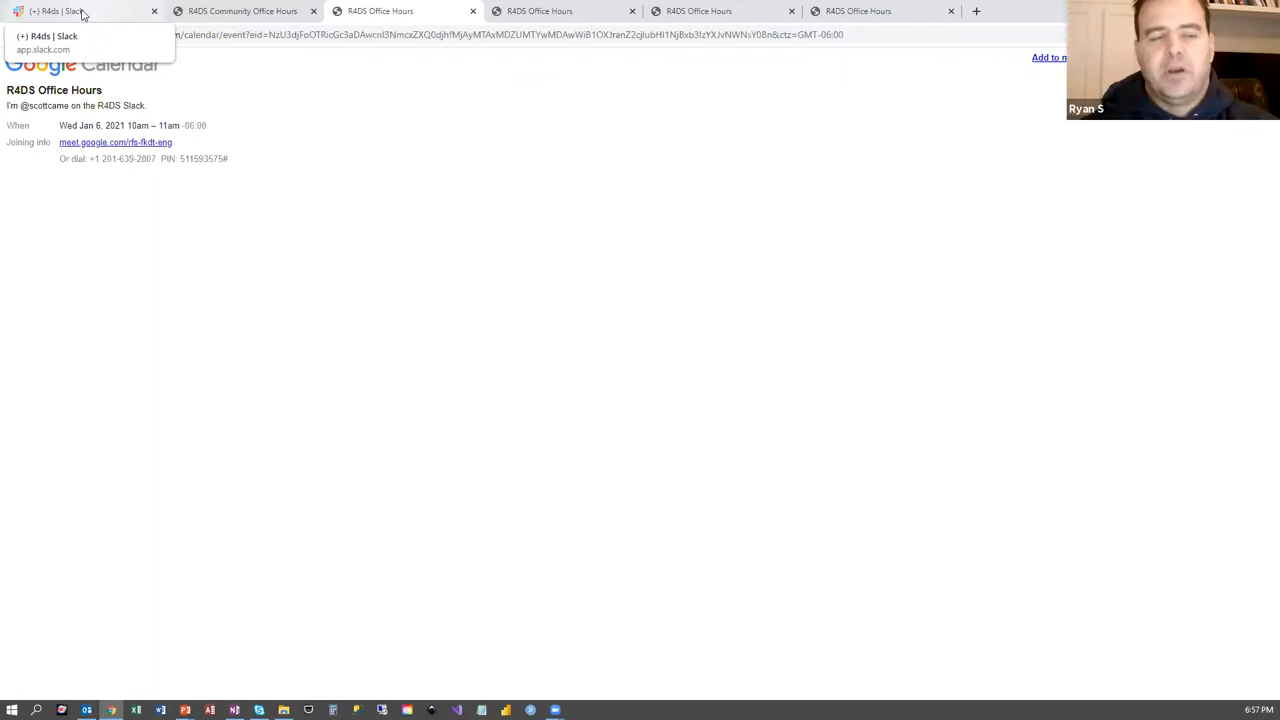 (+) R4ds | Slack
R4DS Community Office Hours
R4DS Office Hours
R4DS Office Hours
R4DS Office Hours
R4DS Office Hours
(+) R4ds | Slack
app.slack.com
Google Calendar
Add to
R4DS Office Hours
I'm @scottcame on the R4DS Slack.
When Wed Jan 6, 2021 10am – 11am -06:00
Joining info meet.google.com/rfs-fkdt-eng
Or dial: +1 201-639-2807 PIN: 511593575#
Ryan S
6:57 PM